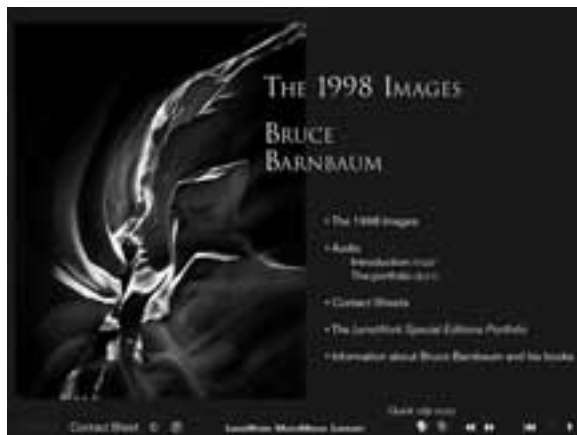 The 1998 Images
Bruce
Barnbaum
• The 1998 Images
• Audio
Introduction
The portfolio
• Contact Sheets
• The LensWork Special Editions Portfolio
• Information about Bruce Barnbaum and his books
Contact Sheet